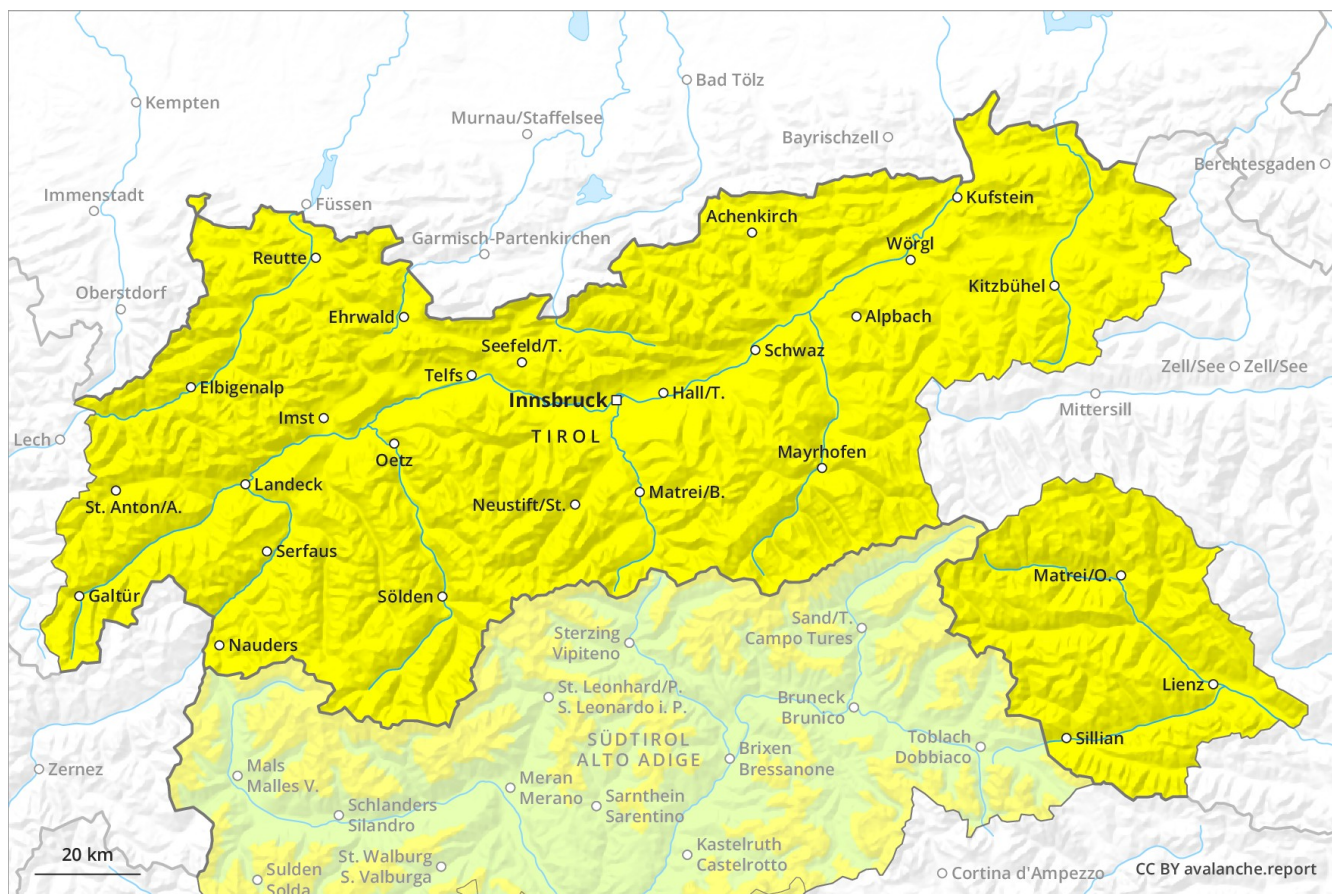 Kempten
Bad Tölz
Murnau/Staffelsee
Bayrischzell
Berchtesgaden
Immenstadt
Füssen
Kufstein
Achenkirch
Garmisch-Partenkirchen
Wörgl
Reutte
Kitzbühel
Oberstdorf
Ehrwald
Alpbach
Seefeld/T.
Schwaz
Telfs
Zell/See
Zell/See
Elbigenalp
Hall/T.
Innsbruck
Mittersill
Imst
TIROL
Lech
Oetz
Mayrhofen
Landeck
St. Anton/A.
Neustift/St.
Matrei/B.
Serfaus
Matrei/O.
Galtür
Sölden
Sand/T.
Campo Tures
Sterzing
Vipiteno
Nauders
Lienz
St. Leonhard/P.
S. Leonardo i. P.
Bruneck
Brunico
SÜDTIROL
ALTO ADIGE
Toblach
Dobbiaco
Sillian
Brixen
Bressanone
Zernez
Mals
Malles V.
Meran
Merano
Sarnthein
Sarentino
Schlanders
Silandro
Kastelruth
Castelrotto
20 km
St. Walburg
S. Valburga
Sulden
Solda
Cortina d'Ampezzo
CC BY avalanche.report